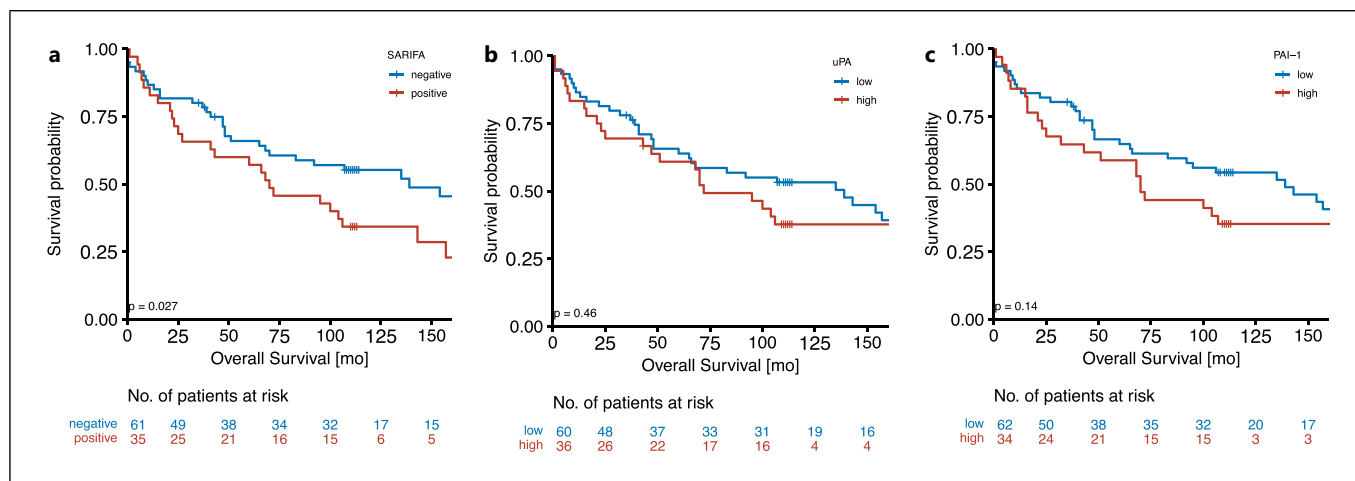 a
SARIFA
negative
positive
Survival probability
1.00
0.75
0.50
0.25
0.00
p = 0.027
0 25 50 75 100 125 150
Overall Survival [mo]
No. of patients at risk
negative 61 49 38 34 32 17 15
positive 35 25 21 16 15 6 5
b
uPA
low
high
Survival probability
1.00
0.75
0.50
0.25
0.00
p = 0.46
0 25 50 75 100 125 150
Overall Survival [mo]
No. of patients at risk
low 60 48 37 33 31 19 16
high 36 26 22 17 16 4 4
c
PAI–1
low
high
Survival probability
1.00
0.75
0.50
0.25
0.00
p = 0.14
0 25 50 75 100 125 150
Overall Survival [mo]
No. of patients at risk
low 62 50 38 35 32 20 17
high 34 24 21 15 15 3 3